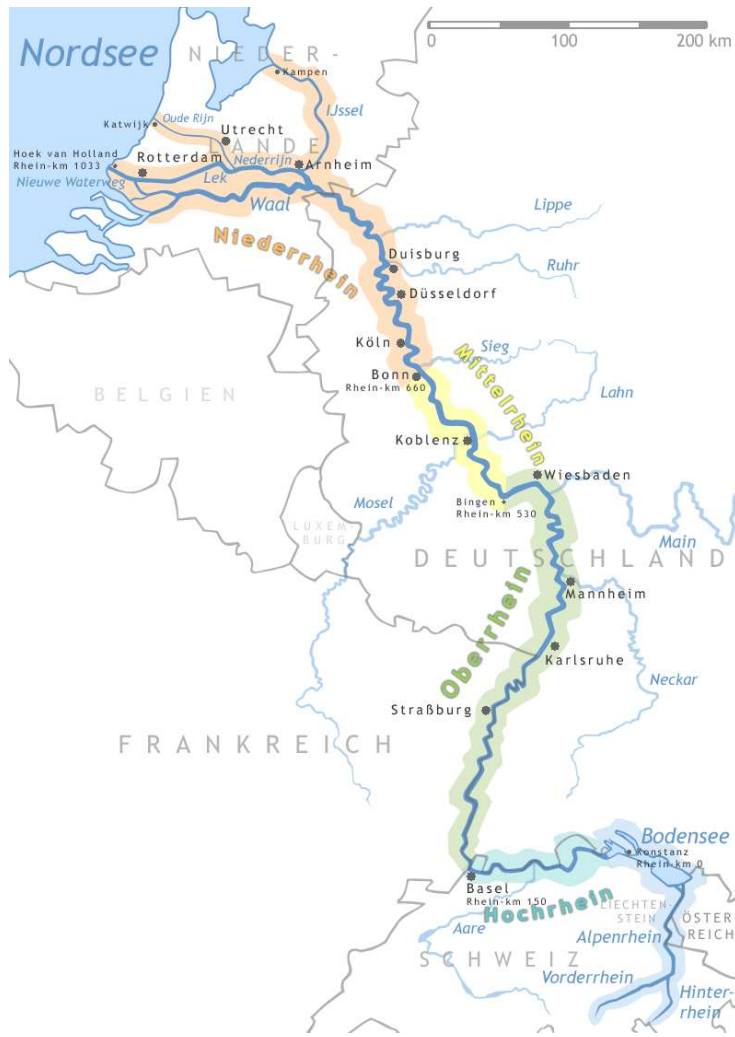 0 100 200 km
Nordsee
NIEDER-
Kampen
IJssel
Katwijk
Oude Rijn
Utrecht
LANDE
Hoek van Holland
Rhein-km 1033
Rotterdam
Nederrijn
Arnheim
Nieuwe Waterweg
Lek
Waal
Lippe
Niederrhein
Duisburg
Ruhr
Düsseldorf
Köln
Sieg
Mittelrhein
Bonn
Rhein-km 660
BELGIEN
Lahn
Koblenz
Wiesbaden
Mosel
Bingen
Rhein-km 530
LUXEM-
BURG
Main
DEUTSCHLAND
Oberrhein
Mannheim
Karlsruhe
Neckar
Straßburg
FRANKREICH
Bodensee
Konstanz
Rhein-km 0
Basel
Rhein-km 150
Hochrhein
LIECHTEN-
STEIN
ÖSTER
REICH
Aare
Alpenrhein
SCHWEIZ
Vorderrhein
Hinter-
rhein